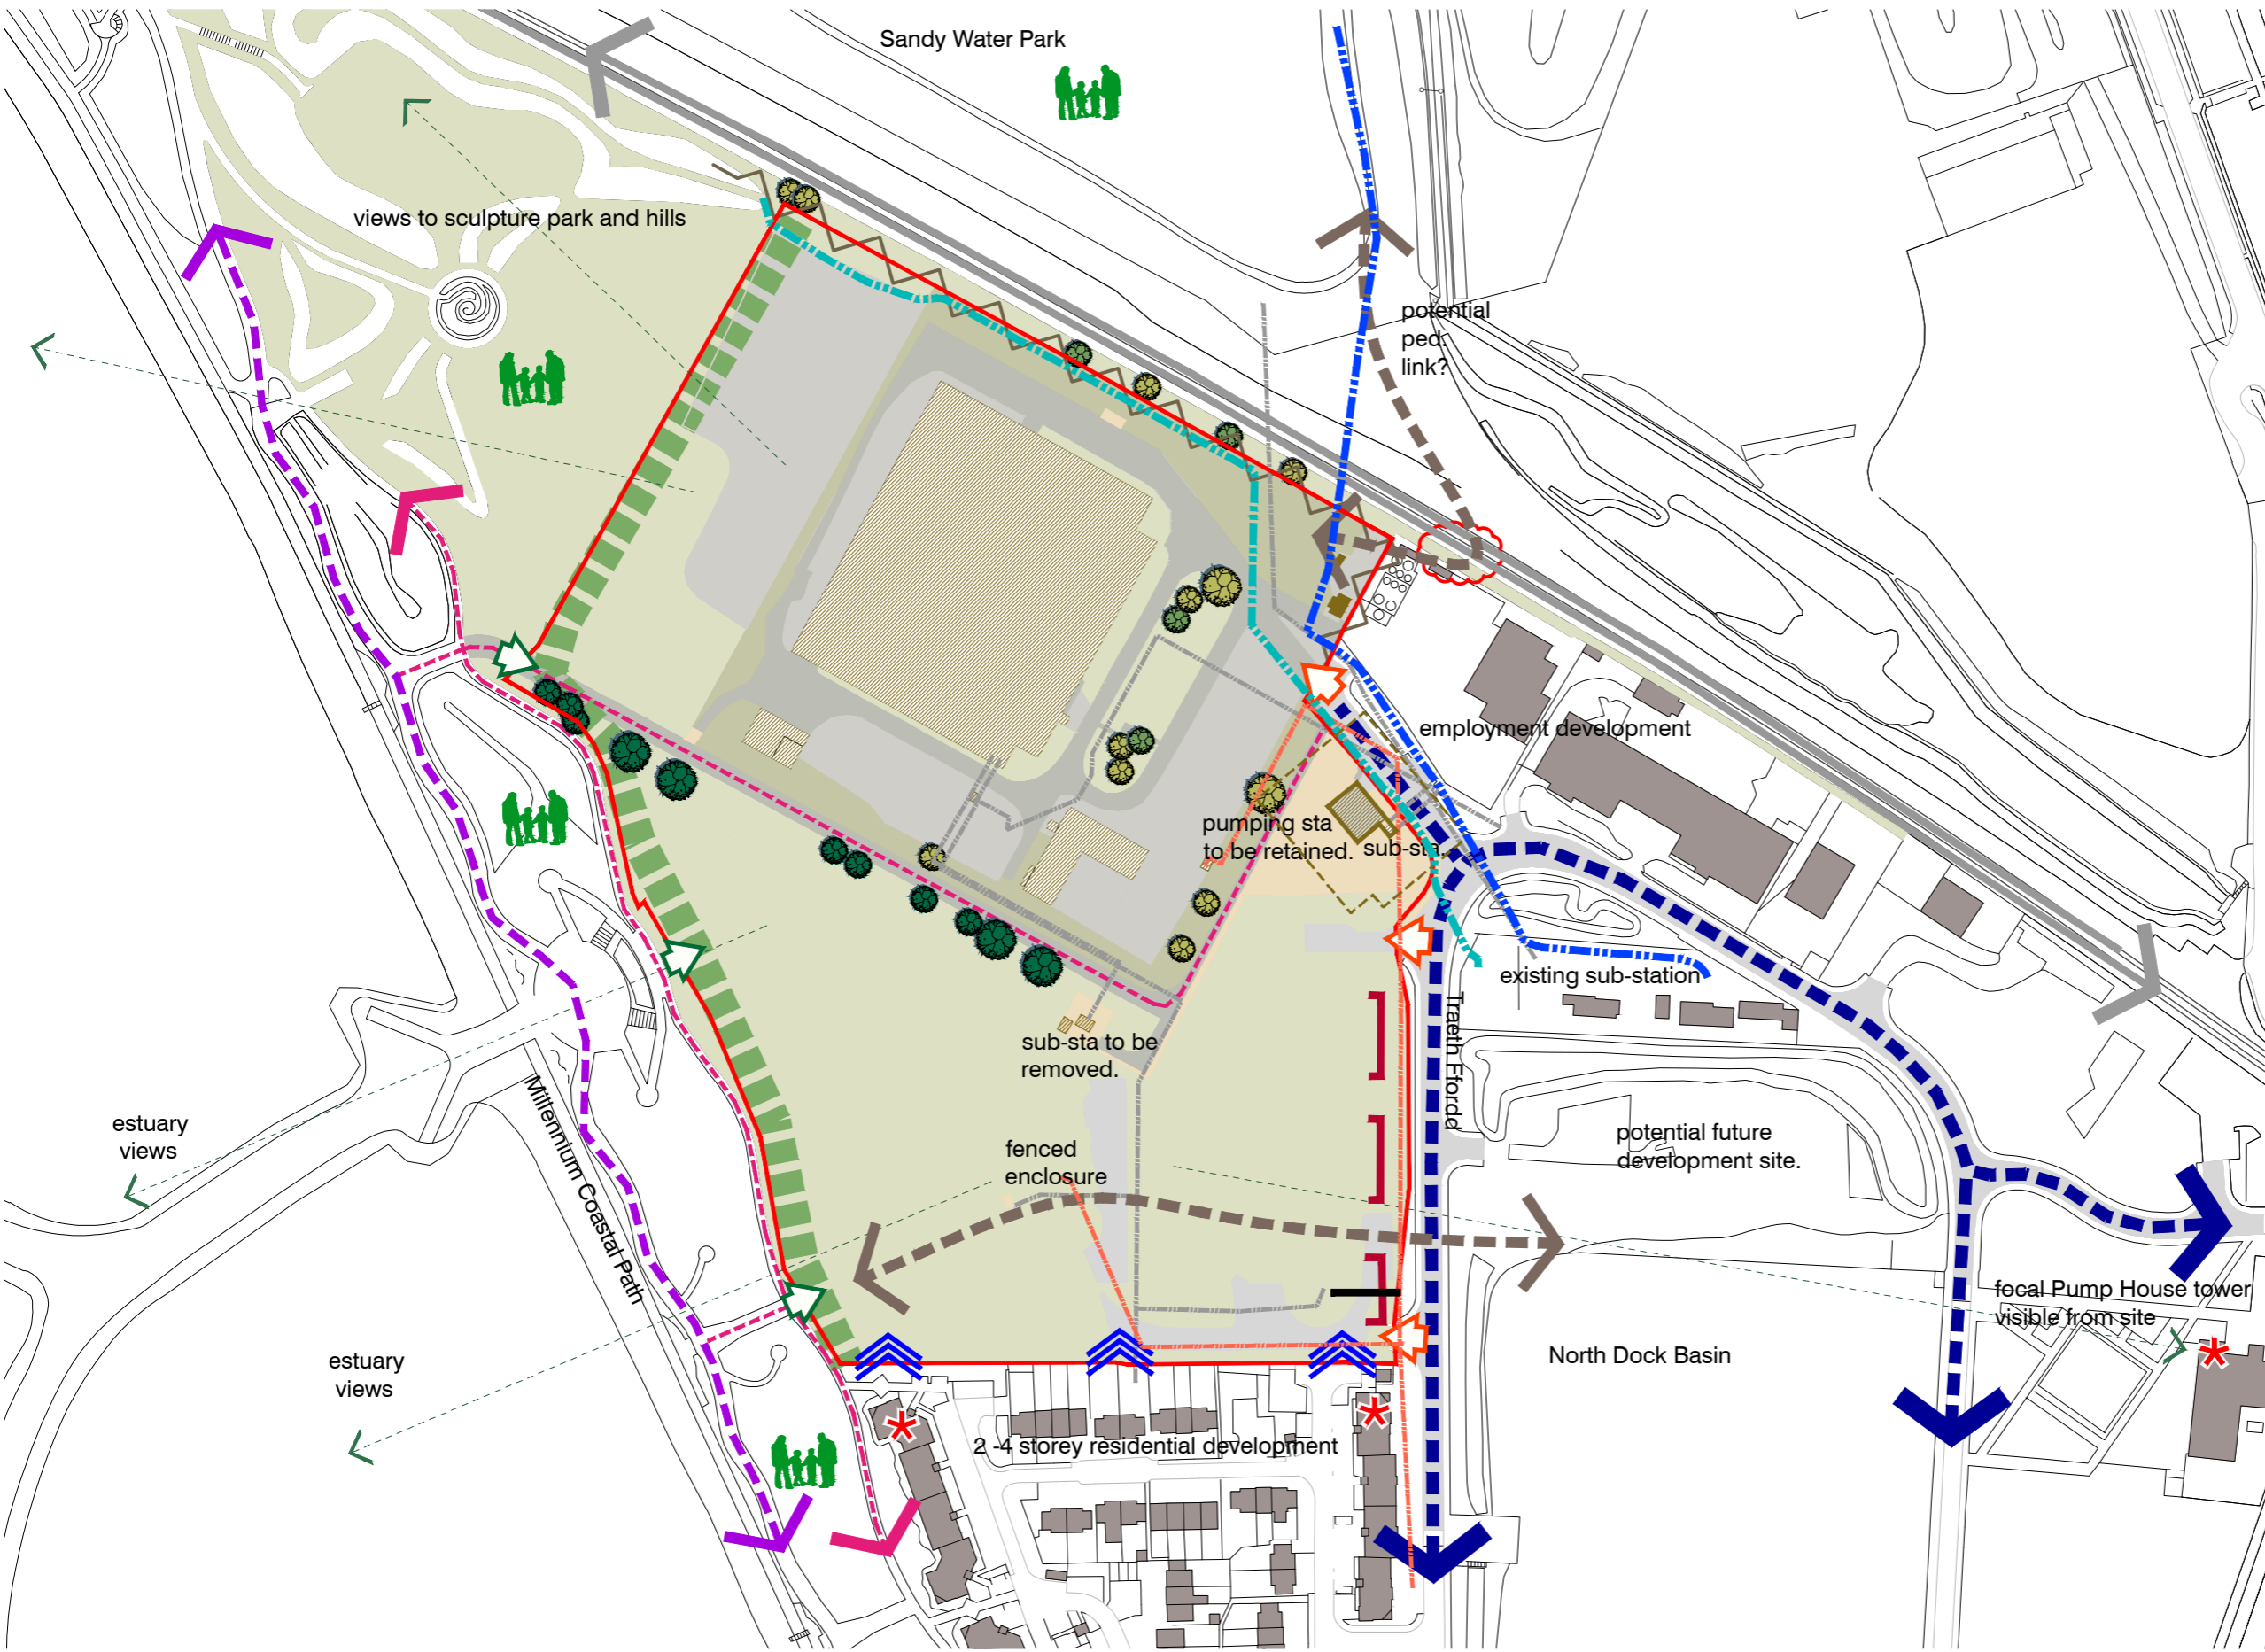 Sandy Water Park
views to sculpture park and hills
potential
ped.
link?
employment development
pumping sta
to be retained.
sub-sta.
existing sub-station
Traeth Ffordd
sub-sta to be
removed.
Millennium Coastal Path
estuary
views
fenced
enclosure
potential future
development site.
focal Pump House tower
visible from site
North Dock Basin
estuary
views
2 -4 storey residential development